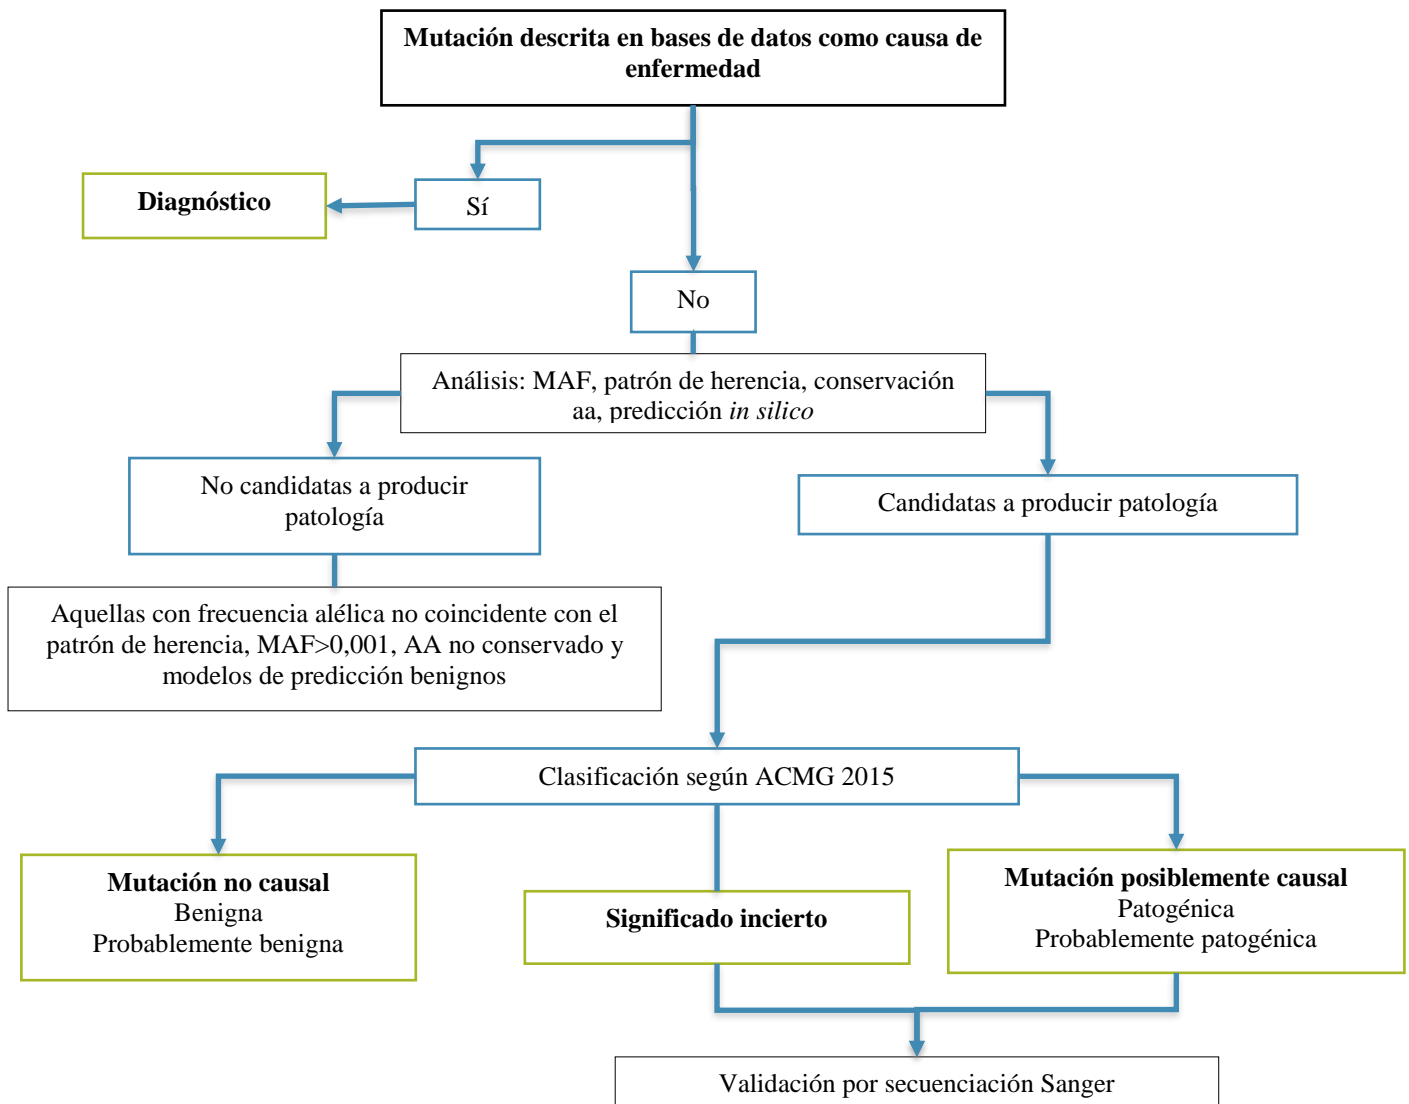 Mutación descrita en bases de datos como causa de
enfermedad
Diagnóstico
Sí
No
Análisis: MAF, patrón de herencia, conservación
aa, predicción in silico
No candidatas a producir
patología
Candidatas a producir patología
Aquellas con frecuencia alélica no coincidente con el
patrón de herencia, MAF>0,001, AA no conservado y
modelos de predicción benignos
Clasificación según ACMG 2015
Mutación no causal
Benigna
Probablemente benigna
Significado incierto
Mutación posiblemente causal
Patogénica
Probablemente patogénica
Validación por secuenciación Sanger